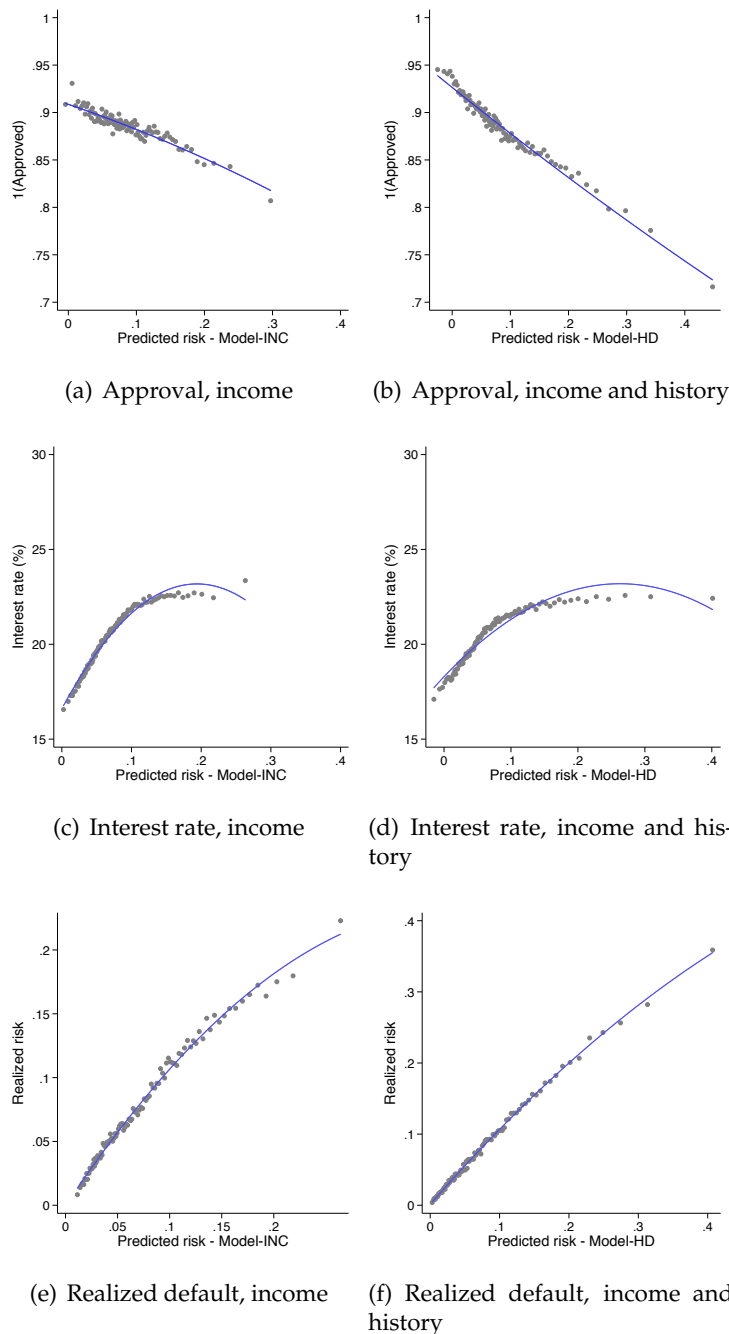 1
.95
.9
.85
.8
.75
.7
1(Approved)
0 .1 .2 .3 .4
Predicted risk - Model-INC
(a) Approval, income
1
.95
.9
.85
.8
.75
.7
1(Approved)
0 .1 .2 .3 .4
Predicted risk - Model-HD
(b) Approval, income and history
30
25
20
15
Interest rate (%)
0 .1 .2 .3 .4
Predicted risk - Model-INC
(c) Interest rate, income
30
25
20
15
Interest rate (%)
0 .1 .2 .3 .4
Predicted risk - Model-HD
(d) Interest rate, income and his-
tory
.2
.15
.1
.05
0
Realized risk
0 .05 .1 .15 .2
Predicted risk - Model-INC
(e) Realized default, income
.4
.3
.2
.1
0
Realized risk
0 .1 .2 .3 .4
Predicted risk - Model-HD
(f) Realized default, income and
history